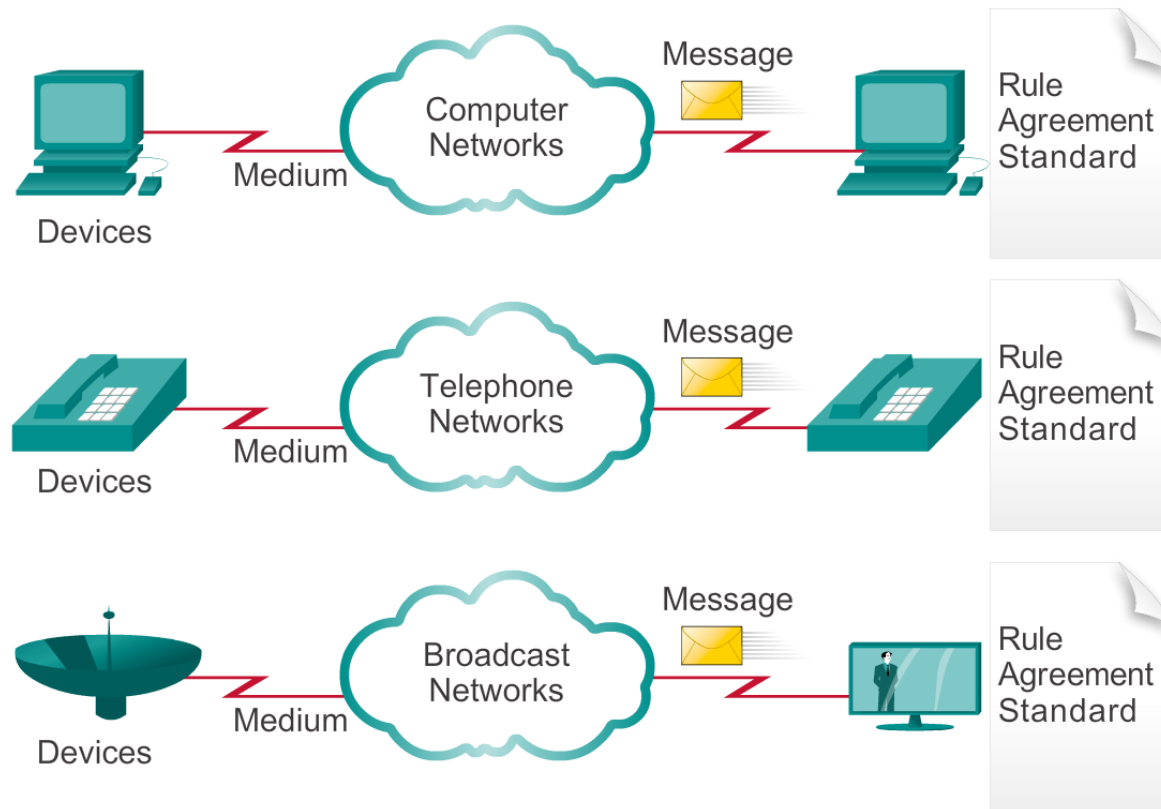 Message
Computer
Networks
Medium
Devices
Rule
Agreement
Standard
Message
Telephone
Networks
Medium
Devices
Rule
Agreement
Standard
Message
Broadcast
Networks
Medium
Devices
Rule
Agreement
Standard